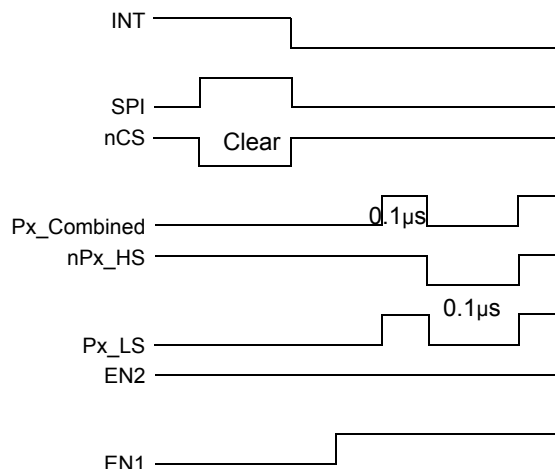 INT
SPI
nCS
Clear
Px_Combined
0.1µs
nPx_HS
0.1µs
Px_LS
EN2
EN1